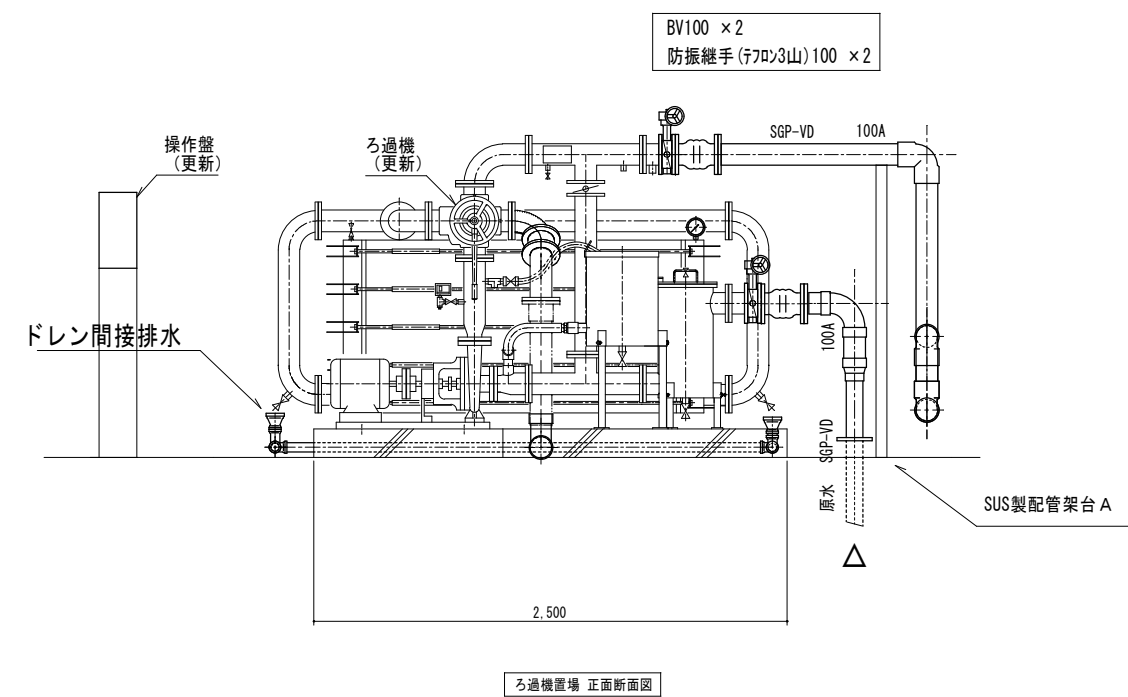 BV100 ×2
防振継手(ﾃﾌﾛﾝ3山)100 ×2
SGP-VD 100A
操作盤
(更新)
ろ過機
(更新)
ドレン間接排水
100A
SGP-VD
原水
SUS製配管架台A
2,500
ろ過機置場 正面断面図